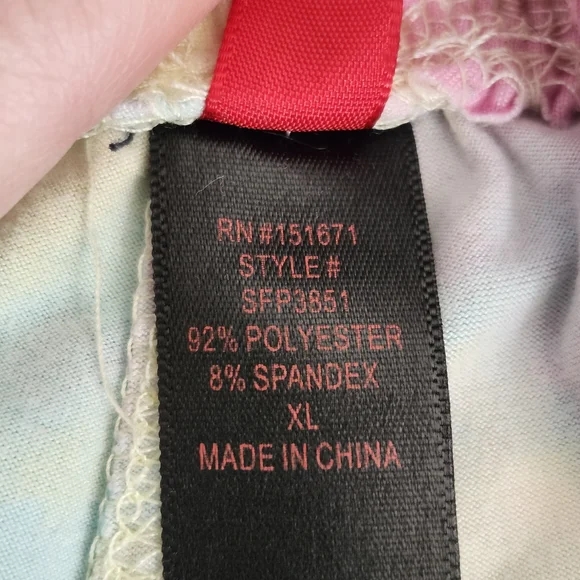 RN #151671
STYLE #
SFP3851
92% POLYESTER
8% SPANDEX
XL
MADE IN CHINA